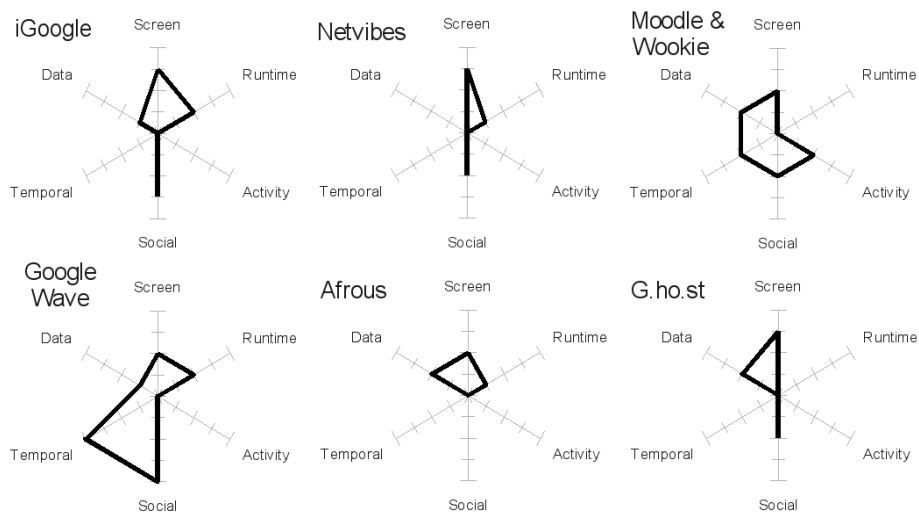 iGoogle
Screen
Data
Runtime
Temporal
Activity
Social
Netvibes
Screen
Data
Runtime
Temporal
Activity
Social
Moodle &
Wookie
Screen
Data
Runtime
Temporal
Activity
Social
Google
Wave
Screen
Data
Runtime
Temporal
Activity
Social
Afrous
Screen
Data
Runtime
Temporal
Activity
Social
G.ho.st
Screen
Data
Runtime
Temporal
Activity
Social